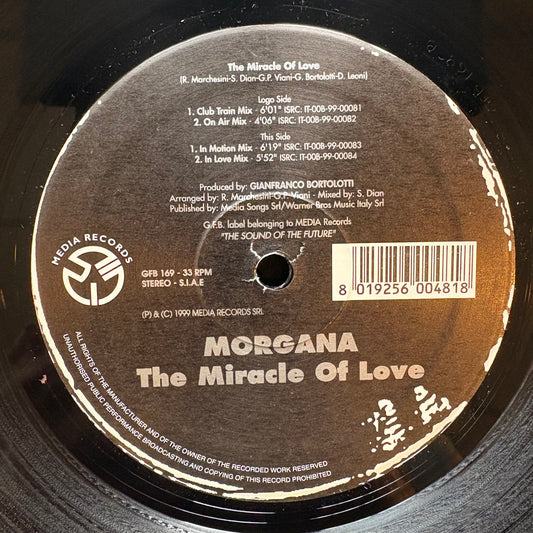 The Miracle Of Love
(R. Marchesini-S. Dian-G.P. Viani-G. Bortolotti-D. Leoni)
Logo Side
1. Club Train Mix - 6'01" ISRC: IT-00B-99-00081
2. On Air Mix - 4'06" ISRC: IT-00B-99-00082
This Side
1. In Motion Mix - 6'19" ISRC: IT-00B-99-00083
2. In Love Mix - 5'52" ISRC: IT-00B-99-00084
Produced by: GIANFRANCO BORTOLOTTI
Arranged by: R. Marchesini-G.P. Viani - Mixed by: S. Dian
Published by: Media Songs Srl/Warner Bros Music Italy Srl
G.F.B. label belonging to MEDIA Records
"THE SOUND OF THE FUTURE"
MEDIA RECORDS
GFB 169 - 33 RPM
STEREO - S.I.A.E
8 019256 004818
(P) & (C) 1999 MEDIA RECORDS SRL
MORGANA
The Miracle Of Love
ALL RIGHTS OF THE MANUFACTURER AND OF THE OWNER OF THE RECORDED WORK RESERVED
UNAUTHORISED PUBLIC PERFORMANCE BROADCASTING AND COPYING OF THIS RECORD PROHIBITED